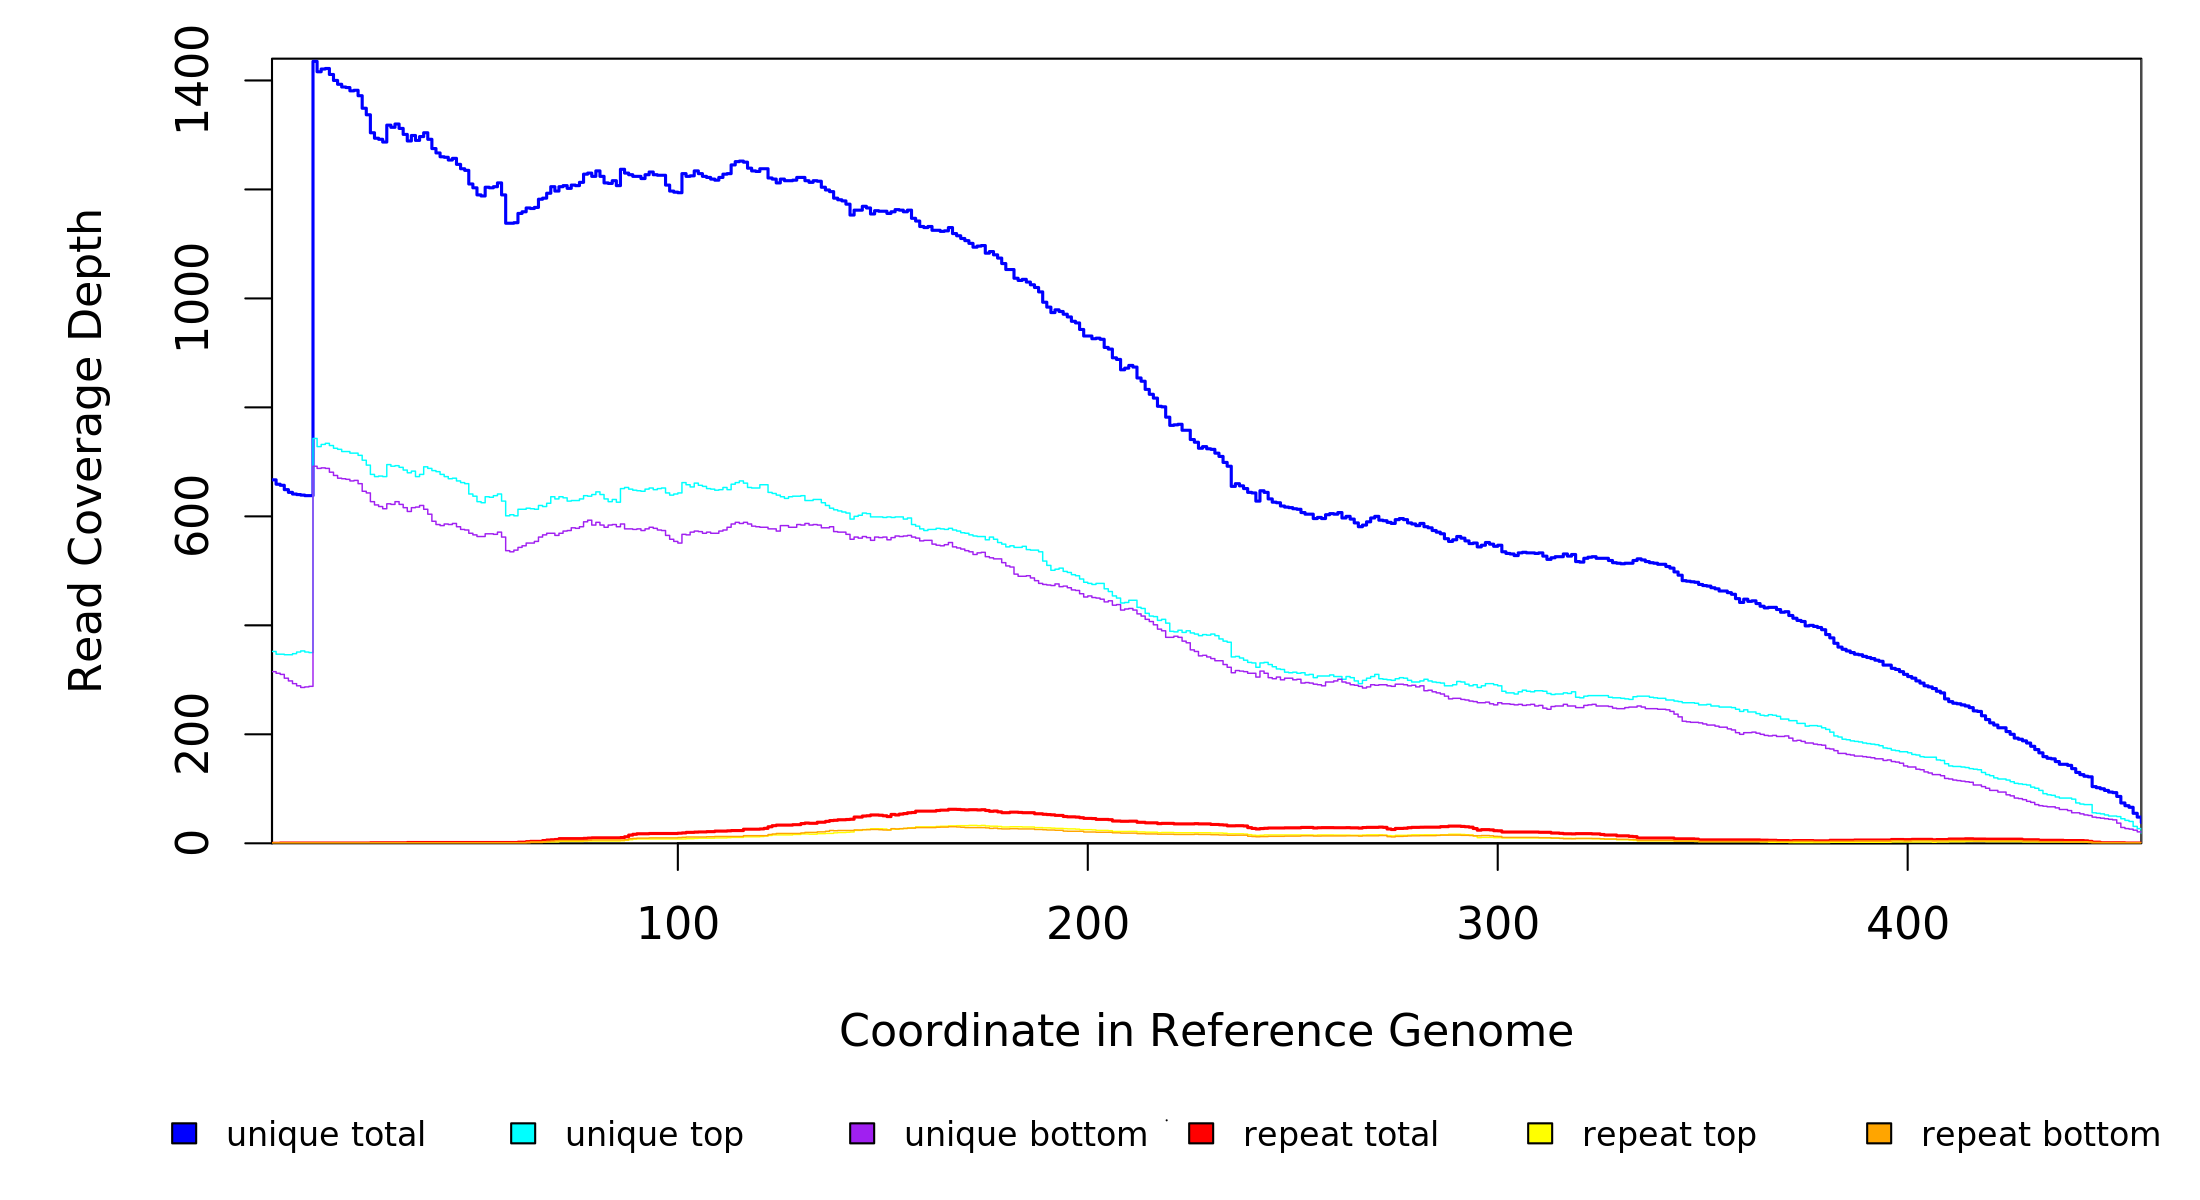 1400
1000
600
200
0
Read Coverage Depth
100 200 300 400
Coordinate in Reference Genome
unique total unique top unique bottom repeat total repeat top repeat bottom